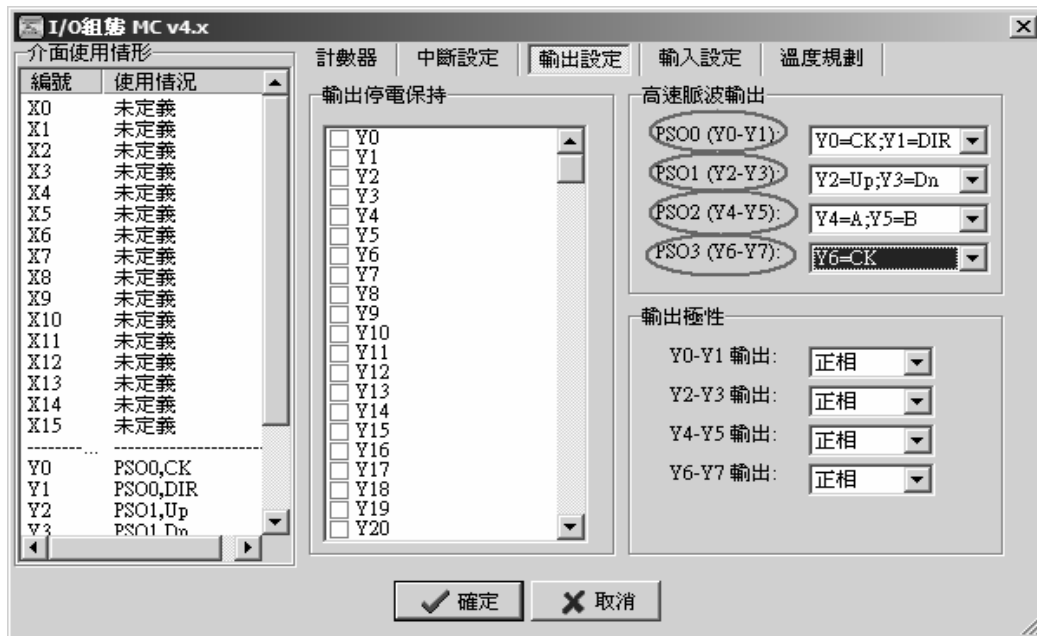 I/O組態 MC v4.x
介面使用情形
編號 使用情況
X0 未定義
X1 未定義
X2 未定義
X3 未定義
X4 未定義
X5 未定義
X6 未定義
X7 未定義
X8 未定義
X9 未定義
X10 未定義
X11 未定義
X12 未定義
X13 未定義
X14 未定義
X15 未定義
--------... --------------------
Y0 PSO0,CK
Y1 PSO0,DIR
Y2 PSO1,Up
Y3 PSO1,Dn
計數器 中斷設定 輸出設定 輸入設定 溫度規劃
輸出停電保持
Y0
Y1
Y2
Y3
Y4
Y5
Y6
Y7
Y8
Y9
Y10
Y11
Y12
Y13
Y14
Y15
Y16
Y17
Y18
Y19
Y20
高速脈波輸出
PSO0 (Y0-Y1): Y0=CK;Y1=DIR
PSO1 (Y2-Y3): Y2=Up;Y3=Dn
PSO2 (Y4-Y5): Y4=A;Y5=B
PSO3 (Y6-Y7): Y6=CK
輸出極性
Y0-Y1 輸出: 正相
Y2-Y3 輸出: 正相
Y4-Y5 輸出: 正相
Y6-Y7 輸出: 正相
確定 取消